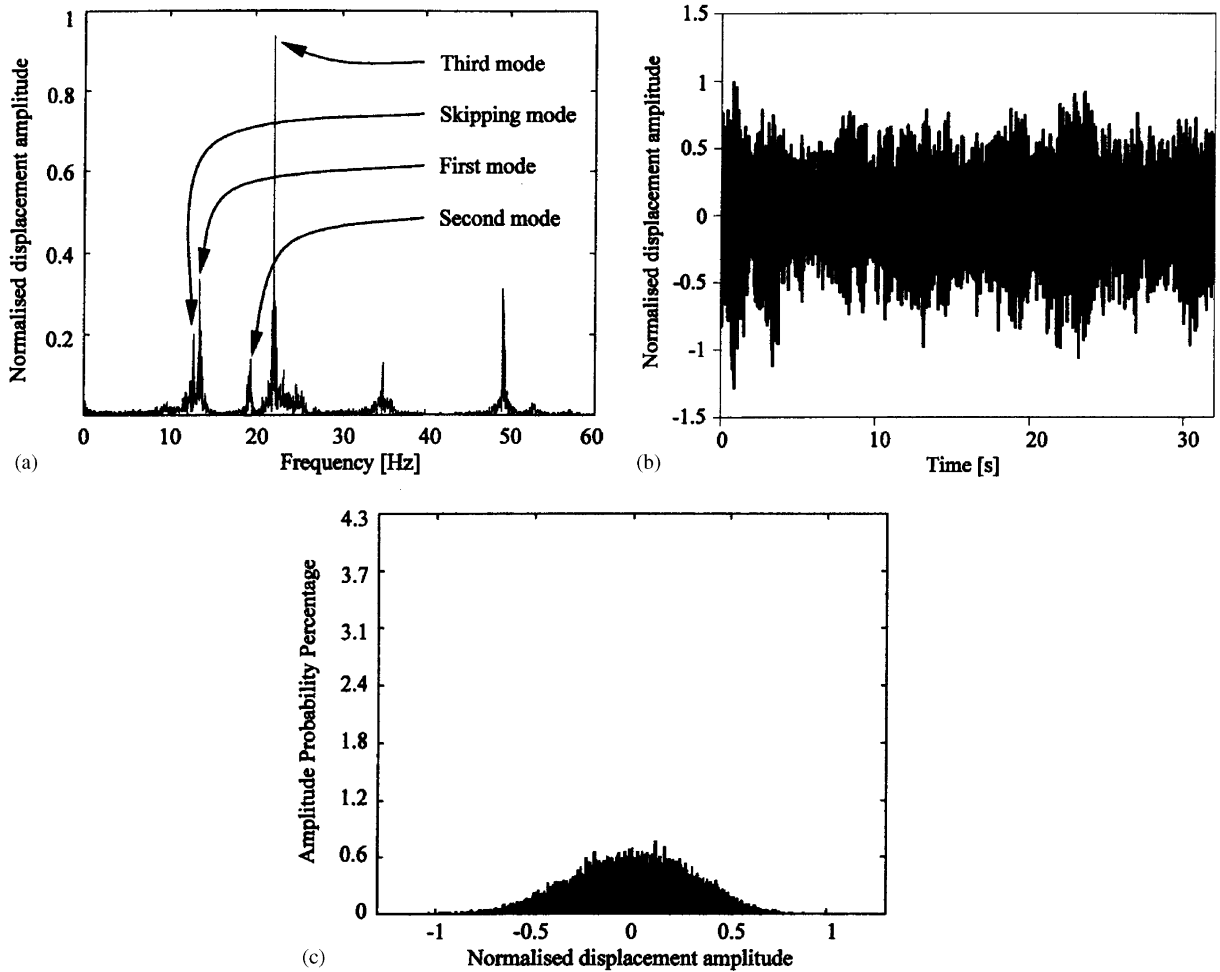 1
0.8
0.6
0.4
0.2
0 10 20 30 40 50 60
Normalised displacement amplitude
Frequency [Hz]
Third mode
Skipping mode
First mode
Second mode
(a)
1.5
1
0.5
0
-0.5
-1
-1.5
0 10 20 30
Normalised displacement amplitude
Time [s]
(b)
4.3
3.7
3.1
2.4
1.8
1.2
0.6
0
-1 -0.5 0 0.5 1
Amplitude Probability Percentage
Normalised displacement amplitude
(c)